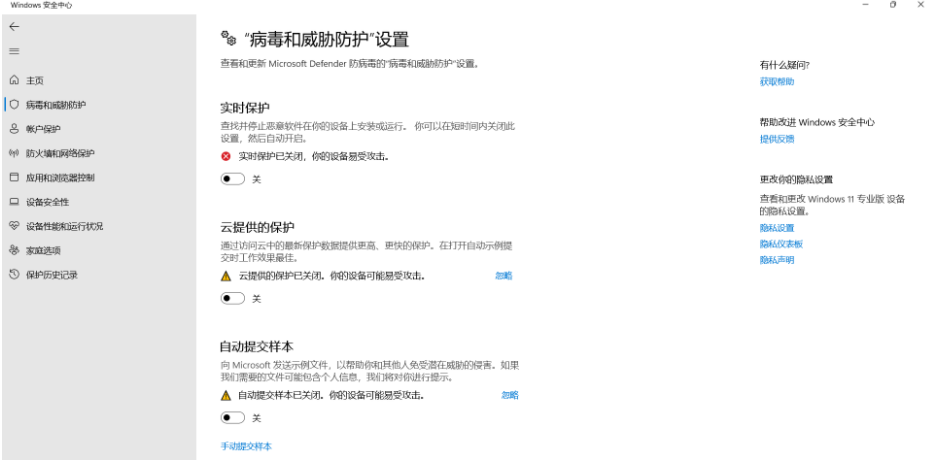 Windows 安全中心
主页
病毒和威胁防护
帐户保护
防火墙和网络保护
应用和浏览器控制
设备安全性
设备性能和运行状况
家庭选项
保护历史记录
“病毒和威胁防护”设置
查看和更新 Microsoft Defender 防病毒的“病毒和威胁防护”设置。
实时保护
查找并停止恶意软件在你的设备上安装或运行。 你可以在短时间内关闭此
设置，然后自动开启。
实时保护已关闭，你的设备易受攻击。
关
云提供的保护
通过访问云中的最新保护数据提供更高、更快的保护。在打开自动示例提
交时工作效果最佳。
云提供的保护已关闭。你的设备可能易受攻击。
忽略
关
自动提交样本
向 Microsoft 发送示例文件，以帮助你和其他人免受潜在威胁的侵害。如果
我们需要的文件可能包含个人信息，我们将对你进行提示。
自动提交样本已关闭。你的设备可能易受攻击。
忽略
关
手动提交样本
有什么疑问?
获取帮助
帮助改进 Windows 安全中心
提供反馈
更改你的隐私设置
查看和更改 Windows 11 专业版 设备
的隐私设置。
隐私设置
隐私仪表板
隐私声明